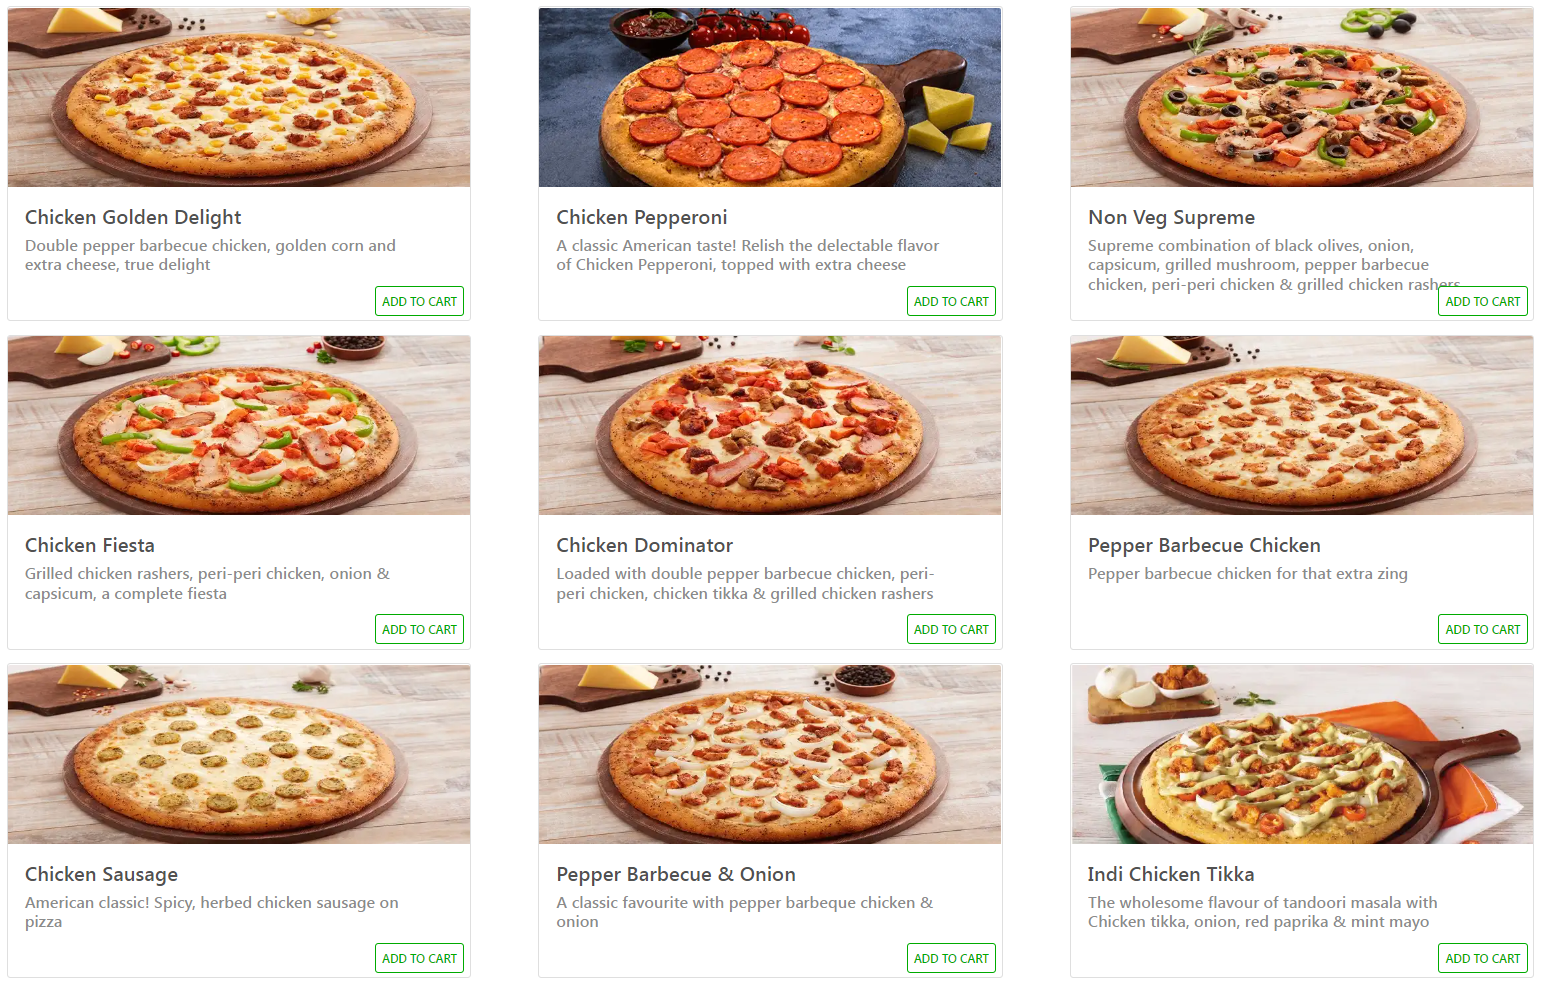 Chicken Golden Delight
Double pepper barbecue chicken, golden corn and
extra cheese, true delight
ADD TO CART
Chicken Pepperoni
A classic American taste! Relish the delectable flavor
of Chicken Pepperoni, topped with extra cheese
ADD TO CART
Non Veg Supreme
Supreme combination of black olives, onion,
capsicum, grilled mushroom, pepper barbecue
chicken, peri-peri chicken & grilled chicken rashers
ADD TO CART
Chicken Fiesta
Grilled chicken rashers, peri-peri chicken, onion &
capsicum, a complete fiesta
ADD TO CART
Chicken Dominator
Loaded with double pepper barbecue chicken, peri-
peri chicken, chicken tikka & grilled chicken rashers
ADD TO CART
Pepper Barbecue Chicken
Pepper barbecue chicken for that extra zing
ADD TO CART
Chicken Sausage
American classic! Spicy, herbed chicken sausage on
pizza
ADD TO CART
Pepper Barbecue & Onion
A classic favourite with pepper barbeque chicken &
onion
ADD TO CART
Indi Chicken Tikka
The wholesome flavour of tandoori masala with
Chicken tikka, onion, red paprika & mint mayo
ADD TO CART